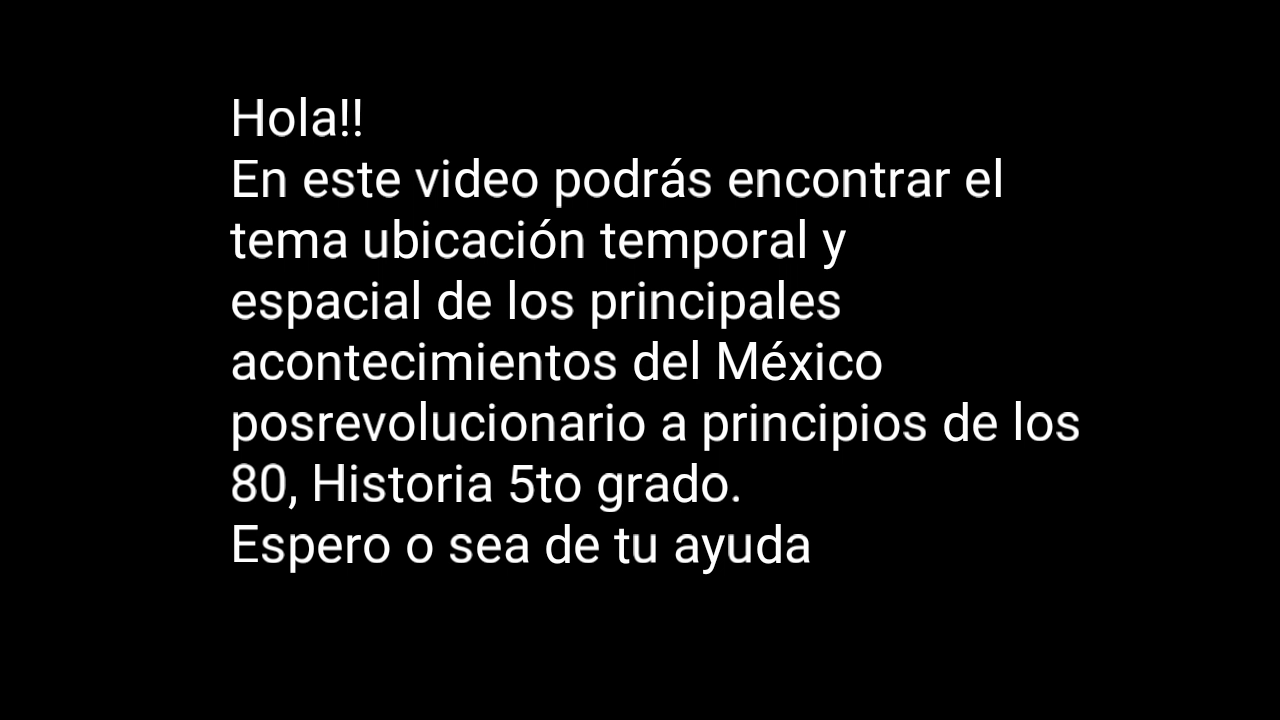 Hola!!
En este video podrás encontrar el
tema ubicación temporal y
espacial de los principales
acontecimientos del México
posrevolucionario a principios de los
80, Historia 5to grado.
Espero o sea de tu ayuda